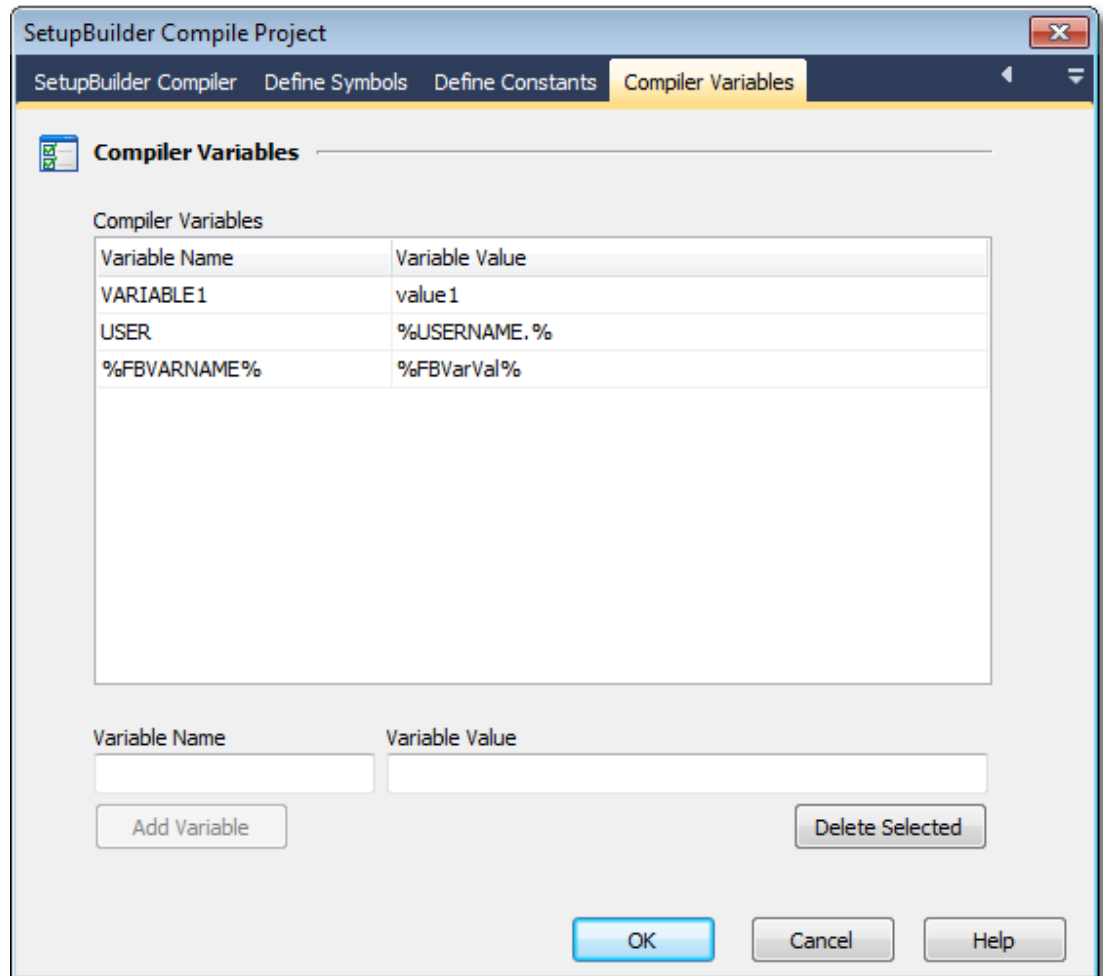 SetupBuilder Compile Project
SetupBuilder Compiler Define Symbols Define Constants Compiler Variables
Compiler Variables
Compiler Variables
Variable Name Variable Value
VARIABLE1 value1
USER %USERNAME.%
%FBVARNAME% %FBVarVal%
Variable Name Variable Value
Add Variable Delete Selected
OK Cancel Help